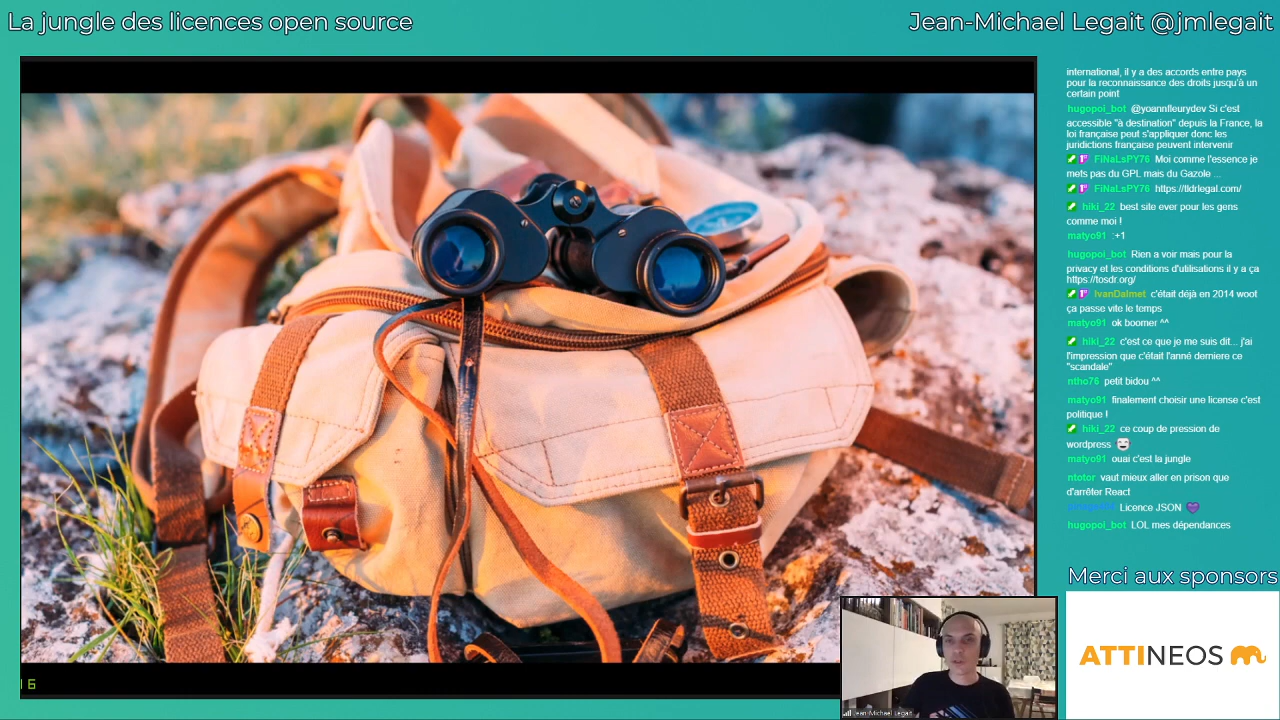 La jungle des licences open source
Jean-Michael Legait @jmlegait
international, il y a des accords entre pays
pour la reconnaissance des droits jusqu'à un
certain point
hugopoi_bot @yoannfleurydev Si c'est
accessible "à destination" depuis la France, la
loi française peut s'appliquer donc les
juridictions française peuvent intervenir
FiNaLsPY76 Moi comme l'essence je
mets pas du GPL mais du Gazole ...
FiNaLsPY76 https://tldrlegal.com/
hiki_22 best site ever pour les gens
comme moi !
matyo91 :+1
hugopoi_bot Rien a voir mais pour la
privacy et les conditions d'utilisations il y a ça
https://tosdr.org/
IvanDalmet c'était déjà en 2014 woot
ça passe vite le temps
matyo91 ok boomer ^^
hiki_22 c'est ce que je me suis dit... j'ai
l'impression que c'était l'anné derniere ce
"scandale"
ntho76 petit bidou ^^
matyo91 finalement choisir une license c'est
politique !
hiki_22 ce coup de pression de
wordpress
matyo91 ouai c'est la jungle
ntotor vaut mieux aller en prison que
d'arrêter React
Licence JSON
hugopoi_bot LOL mes dépendances
Merci aux sponsors
ATTINEOS
16
Jean-Michael Legait